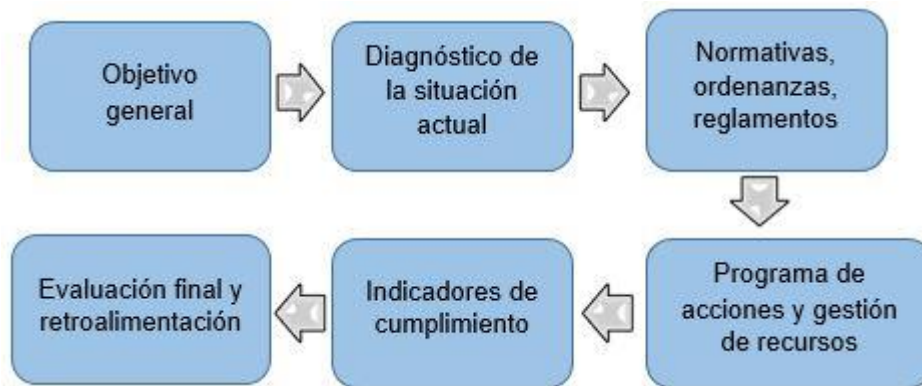 Objetivo
general
Diagnóstico de
la situación
actual
Normativas,
ordenanzas,
reglamentos
Programa de
acciones y gestión
de recursos
Indicadores de
cumplimiento
Evaluación final y
retroalimentación